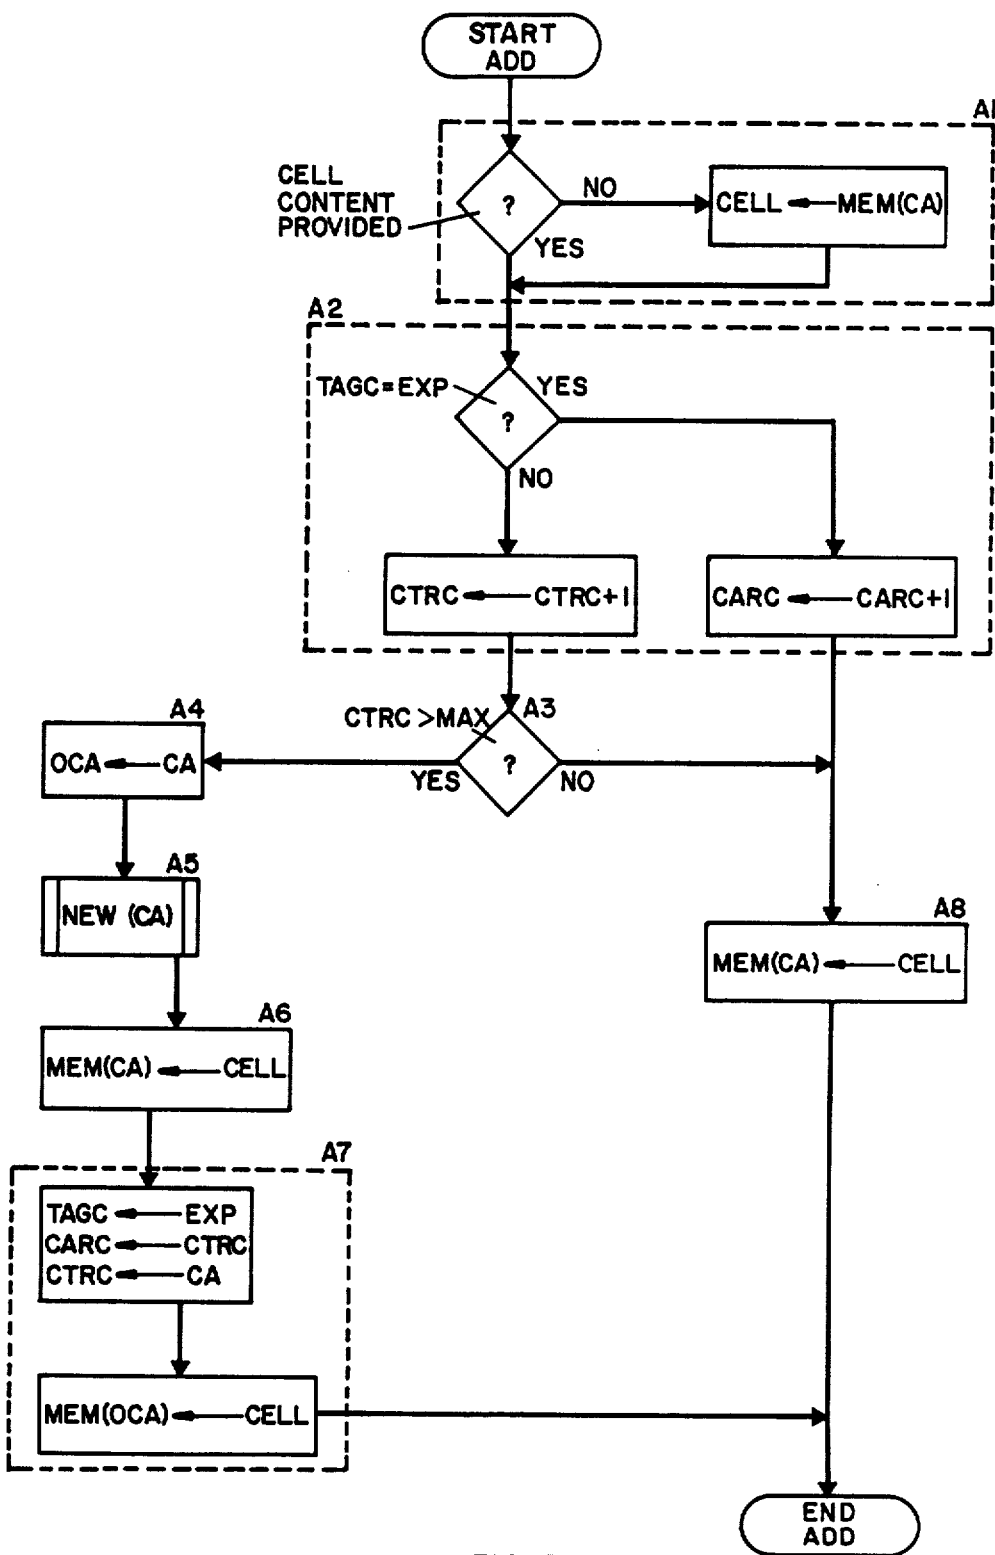 START
ADD
A1
CELL
CONTENT
PROVIDED
?
NO
CELL ← MEM(CA)
YES
A2
TAGC=EXP
?
YES
NO
CTRC ← CTRC+1
CARC ← CARC+1
A3
CTRC >MAX
?
YES
NO
A4
OCA ← CA
A5
NEW (CA)
A8
MEM(CA) ← CELL
A6
MEM(CA) ← CELL
A7
TAGC ← EXP
CARC ← CTRC
CTRC ← CA
MEM(OCA) ← CELL
END
ADD